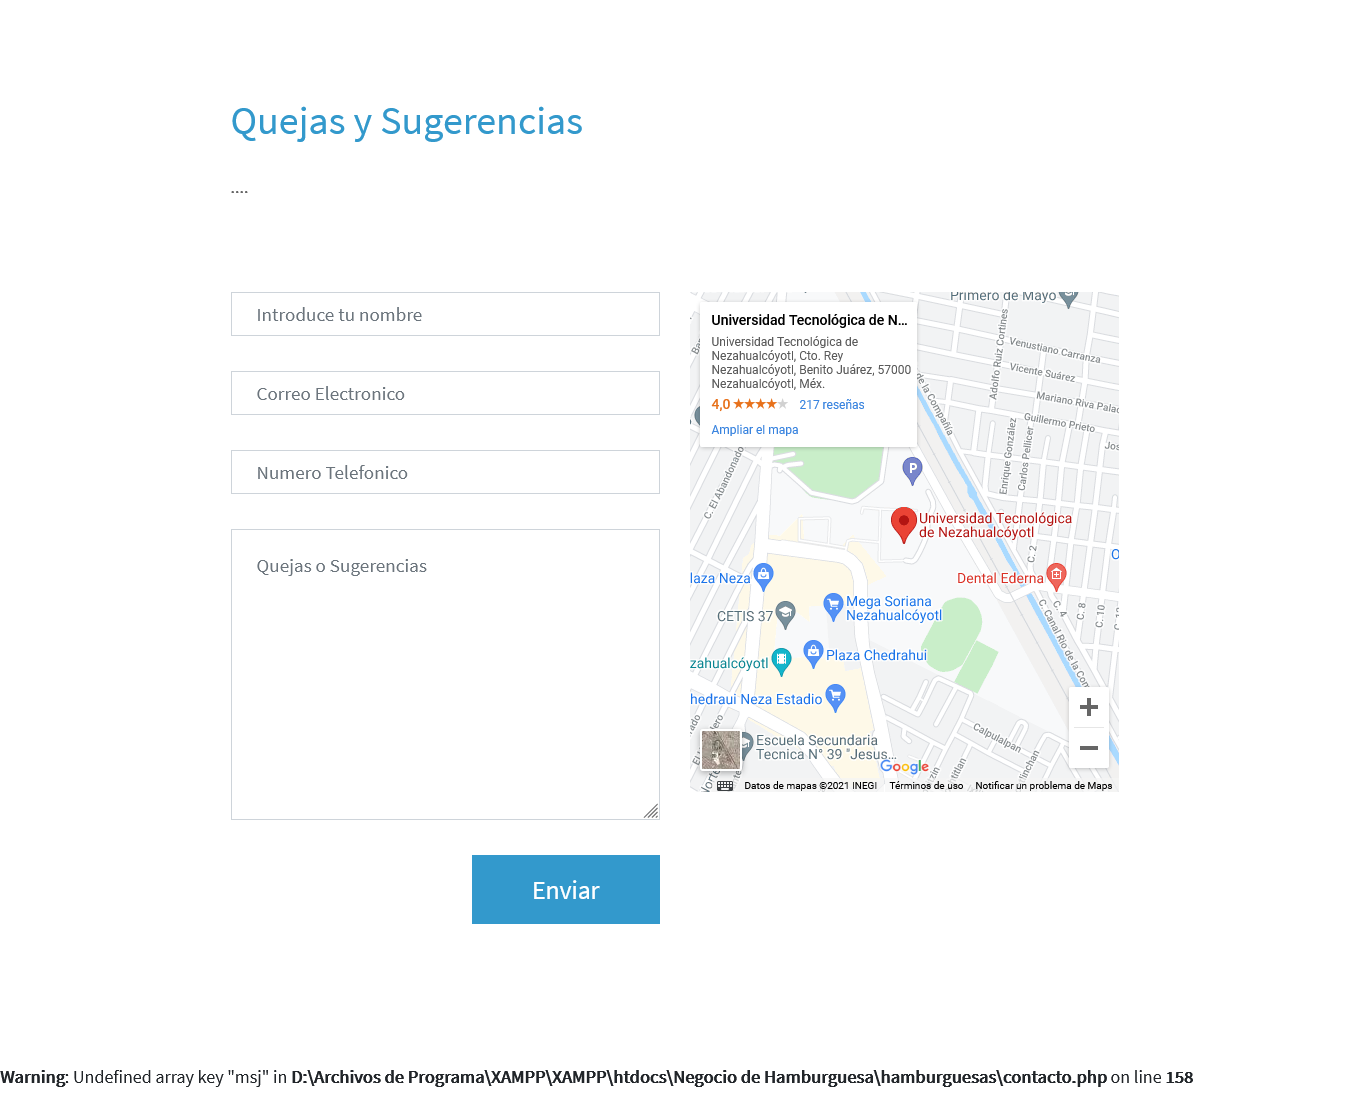 Quejas y Sugerencias
....
Introduce tu nombre
Correo Electronico
Numero Telefonico
Quejas o Sugerencias
Enviar
Primero de Mayo
Universidad Tecnológica de N...
Universidad Tecnológica de
Nezahualcóyotl, Cto. Rey
Nezahualcóyotl, Benito Juárez, 57000
Nezahualcóyotl, Méx.
4,0 217 reseñas
Ampliar el mapa
Adolfo Ruiz Cortines
Venustiano Carranza
Vicente Suárez
Mariano Riva Palac
Guillermo Prieto
Jos
de la Compañía
Enrique González
Carlos Pellicer
C. El Abandonado
P
Universidad Tecnológica
de Nezahualcóyotl
C. 2
O
laza Neza
Dental Ederna
CETIS 37
Mega Soriana
Nezahualcóyotl
C. 4
C. 8
C. 10
C. 12
C. Canal Río de la Com
zahualcóyotl
Plaza Chedrahui
hedraui Neza Estadio
Calpulalpan
Escuela Secundaria
Tecnica N° 39 "Jesus...
Norte
Google
+
−
Datos de mapas ©2021 INEGI Términos de uso Notificar un problema de Maps
Warning: Undefined array key "msj" in D:\Archivos de Programa\XAMPP\XAMPP\htdocs\Negocio de Hamburguesa\hamburguesas\contacto.php on line 158